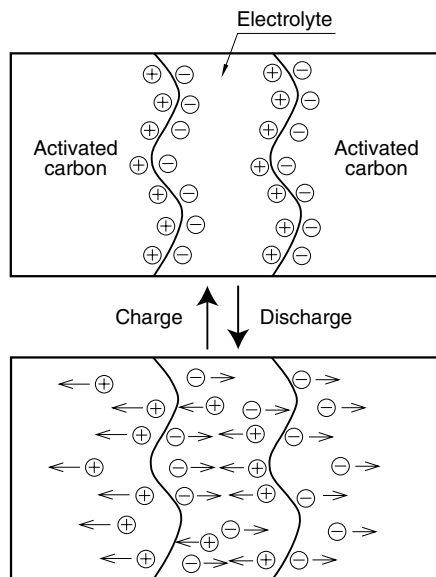 Electrolyte
Activated
carbon
Activated
carbon
Charge
Discharge